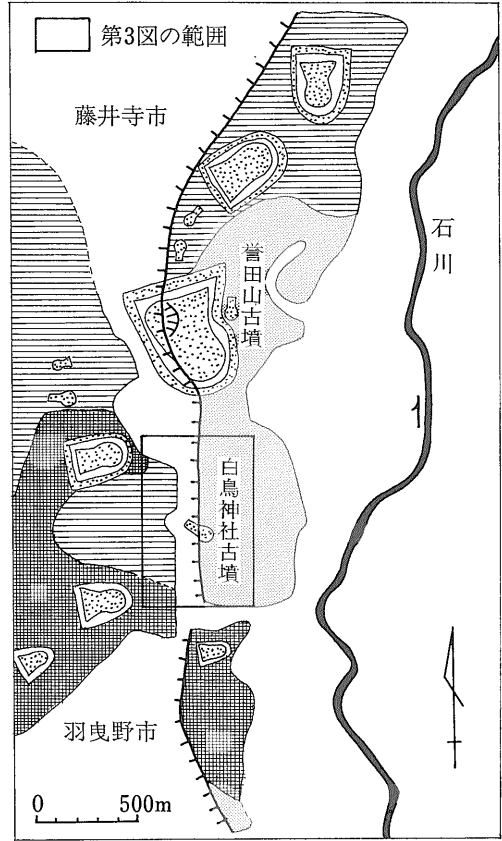 第3図の範囲
藤井寺市
石川
誉田山古墳
白鳥神社古墳
羽曳野市
0 500m